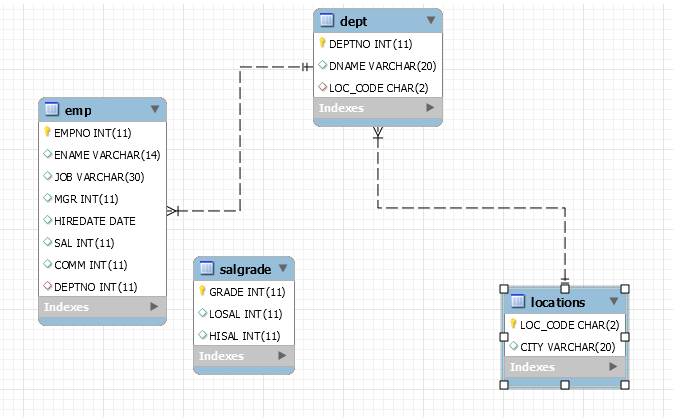 dept
DEPTNO INT(11)
DNAME VARCHAR(20)
LOC_CODE CHAR(2)
Indexes
emp
EMPNO INT(11)
ENAME VARCHAR(14)
JOB VARCHAR(30)
MGR INT(11)
HIREDATE DATE
SAL INT(11)
COMM INT(11)
DEPTNO INT(11)
Indexes
salgrade
GRADE INT(11)
LOSAL INT(11)
HISAL INT(11)
Indexes
locations
LOC_CODE CHAR(2)
CITY VARCHAR(20)
Indexes